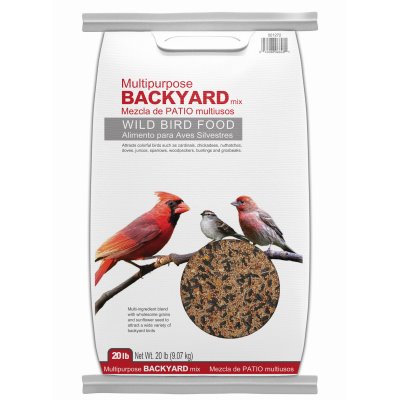 001272
Multipurpose
BACKYARD mix
Mezcla de PATIO multiusos
WILD BIRD FOOD
Alimento para Aves Silvestres
Attracts colorful birds such as cardinals, chickadees, nuthatches,
doves, juncos, sparrows, woodpeckers, buntings and grosbeaks.
Multi-ingredient blend
with wholesome grains
and sunflower seed to
attract a wide variety of
backyard birds
20 lb Net. Wt. 20 lb (9.07 kg)
Multipurpose BACKYARD mix Mezcla de PATIO multiusos